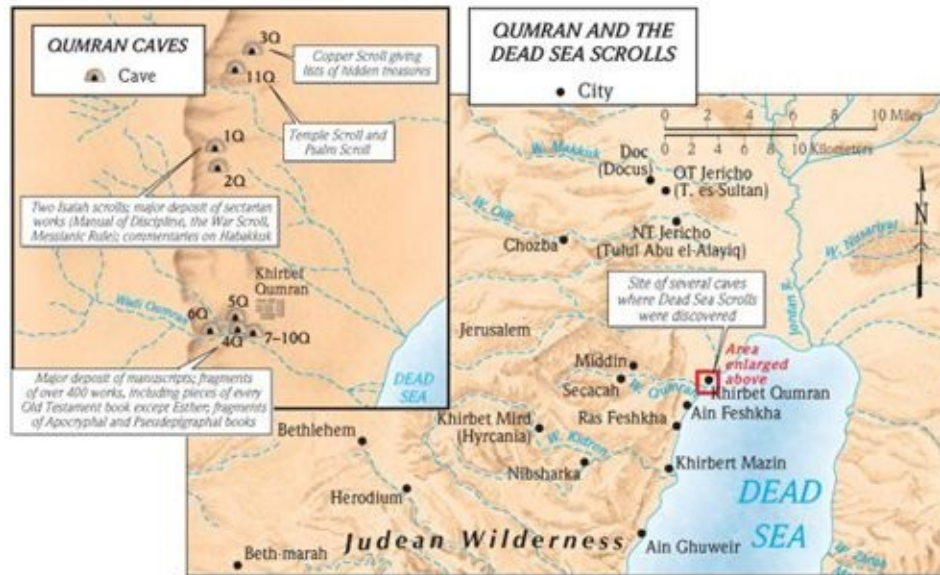 QUMRAN CAVES
Cave
3Q
Copper Scroll giving
lists of hidden treasures
11Q
Temple Scroll and
Psalm Scroll
1Q
2Q
Two Isaiah scrolls; major deposit of sectarian
works (Manual of Discipline, the War Scroll,
Messianic Rule); commentaries on Habakkuk
Khirbet
Qumran
Wadi Qumran
6Q
5Q
4Q
7–10Q
Major deposit of manuscripts; fragments
of over 400 works, including pieces of every
Old Testament book except Esther; fragments
of Apocryphal and Pseudepigraphal books
DEAD
SEA
QUMRAN AND THE
DEAD SEA SCROLLS
City
0 2 4 6 8 10 Miles
0 2 4 6 8 10 Kilometers
W. Makkuk
Doc
(Docus)
OT Jericho
(T. es-Sultan)
W. Qilt
Chozba
NT Jericho
(Tulul Abu el-Alayiq)
N
Jordan R.
Site of several caves
where Dead Sea Scrolls
were discovered
Jerusalem
Middin
Secacah
W. Qumran
Area
enlarged
above
Khirbet Qumran
Ras Feshkha
Ain Feshkha
Bethlehem
Khirbet Mird
(Hyrcania)
W. Kidron
Nibsharka
Khirbert Mazin
Herodium
DEAD
SEA
Judean Wilderness
Ain Ghuweir
Beth-marah